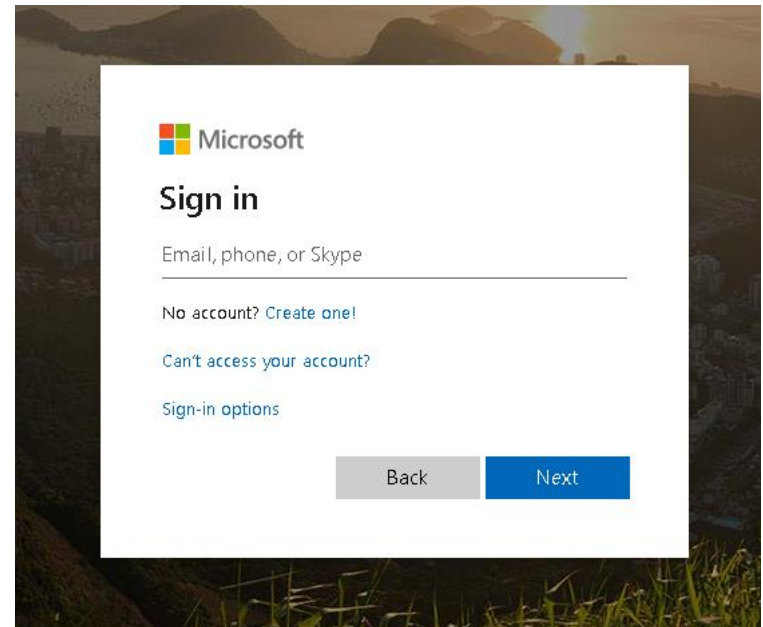 Microsoft
Sign in
Email, phone, or Skype
No account? Create one!
Can't access your account?
Sign-in options
Back Next